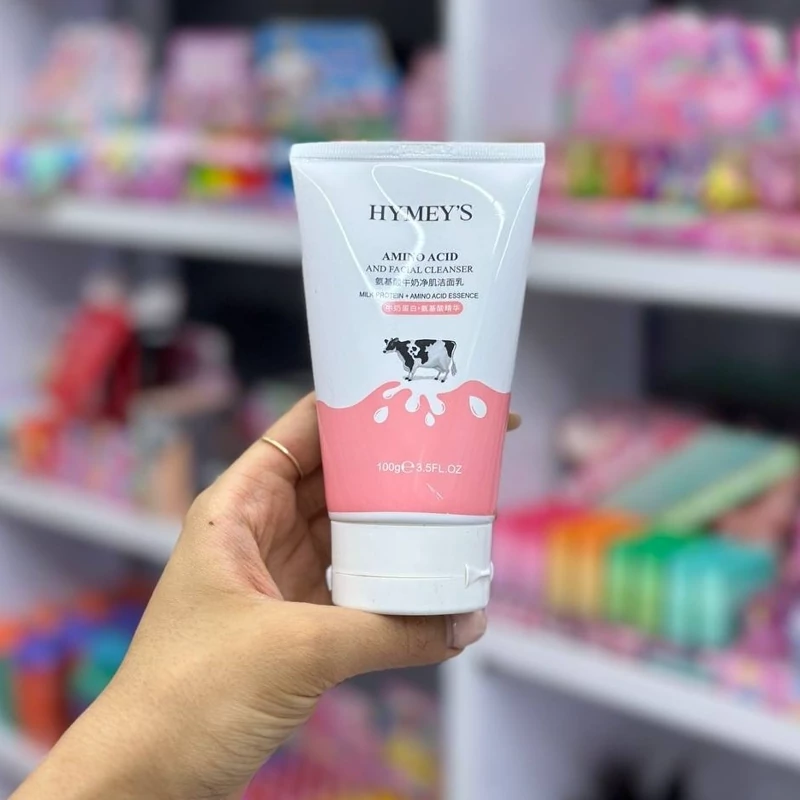 HYMEY'S
AMINO ACID
AND FACIAL CLEANSER
氨基酸牛奶净肌洁面乳
MILK PROTEIN + AMINO ACID ESSENCE
牛奶蛋白+氨基酸精华
100g℮3.5FL.OZ